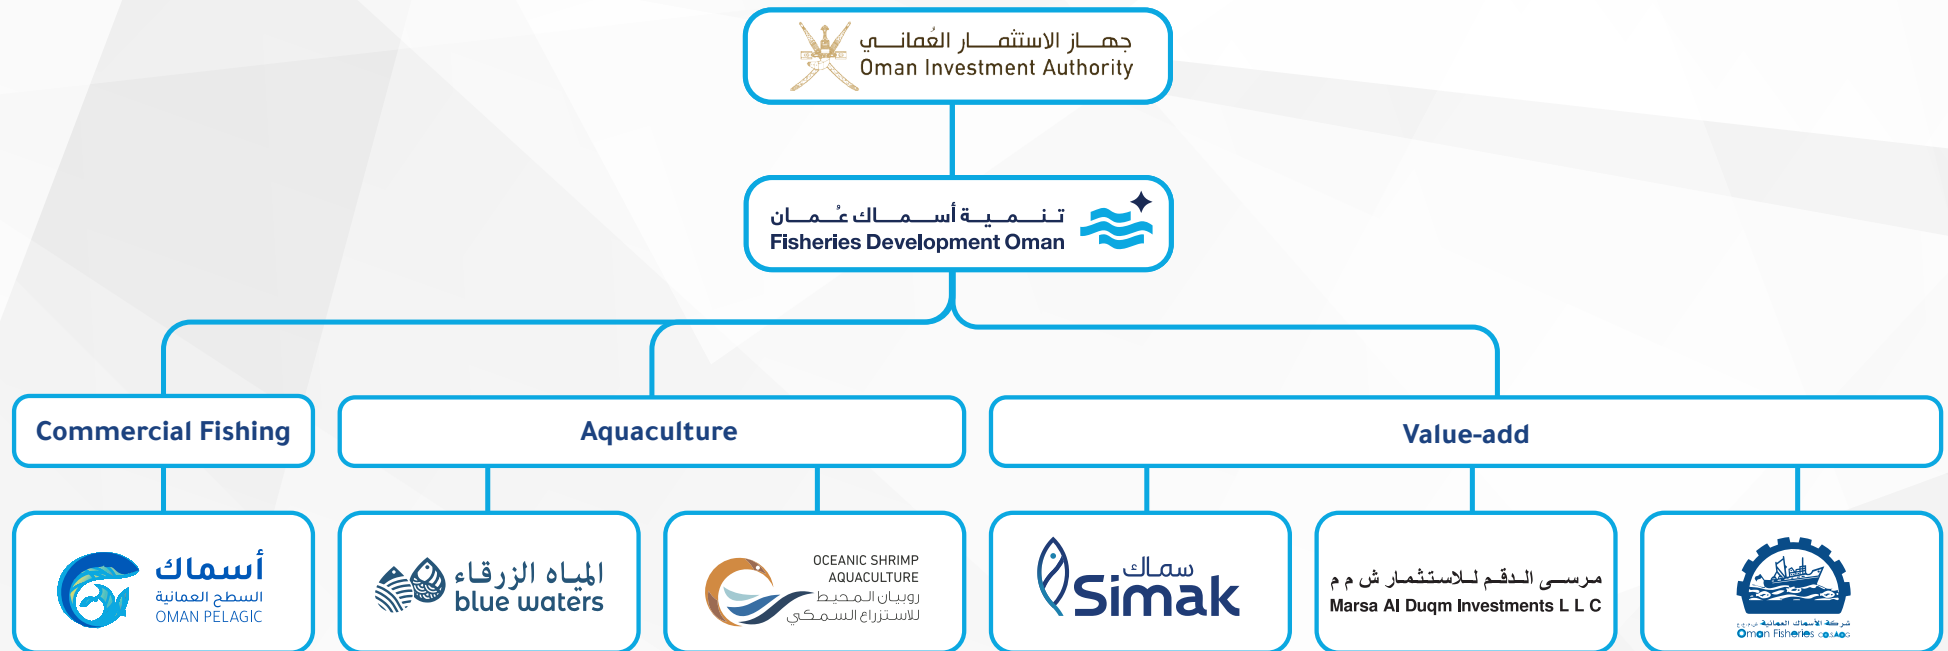 جهاز الاستثمار العُماني
Oman Investment Authority
تنمية أسماك عُمان
Fisheries Development Oman
Commercial Fishing
Aquaculture
Value-add
أسماك
السطح العمانية
OMAN PELAGIC
المياه الزرقاء
blue waters
OCEANIC SHRIMP
AQUACULTURE
روبيان المحيط
للاستزراع السمكي
سماك
Simak
مرسى الدقم للاستثمار ش م م
Marsa Al Duqm Investments L L C
شركة الأسماك العمانية ش.م.ع.ع
Oman Fisheries CO.S.A.O.G